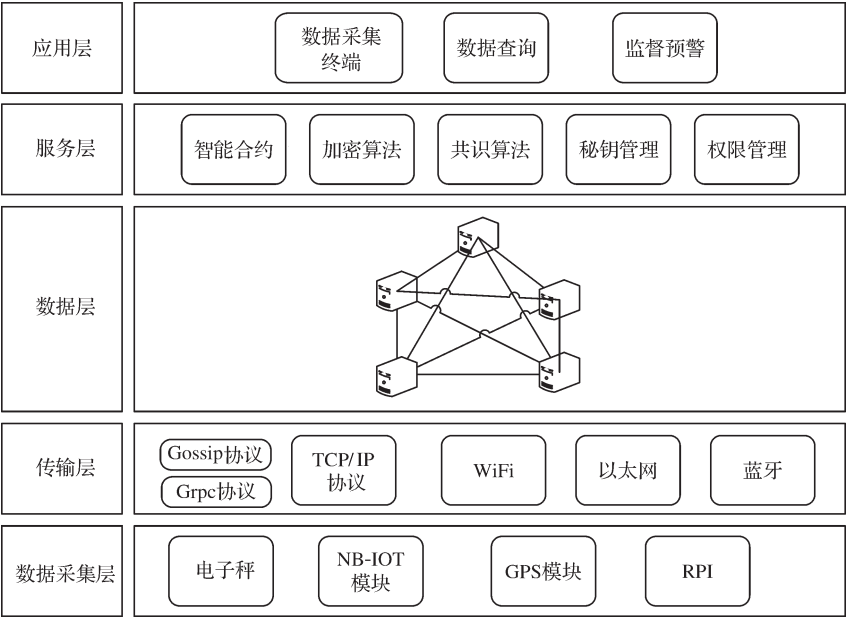 应用层
数据采集
终端
数据查询
监督预警
服务层
智能合约
加密算法
共识算法
秘钥管理
权限管理
数据层
传输层
Gossip协议
Grpc协议
TCP/IP
协议
WiFi
以太网
蓝牙
数据采集层
电子秤
NB-IOT
模块
GPS模块
RPI